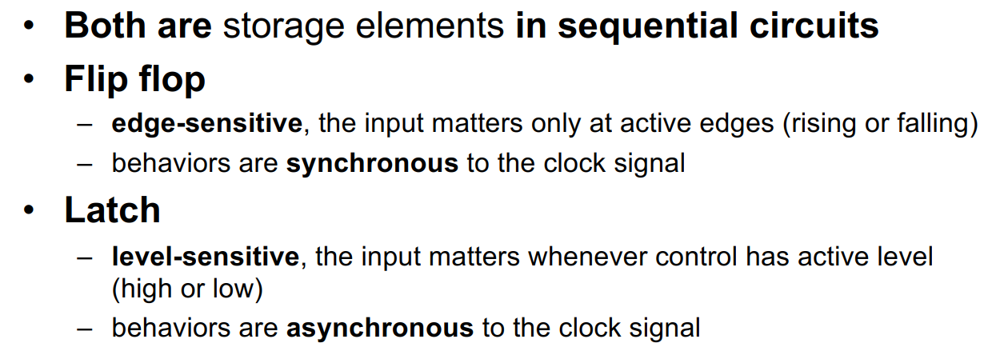 • Both are storage elements in sequential circuits
• Flip flop
– edge-sensitive, the input matters only at active edges (rising or falling)
– behaviors are synchronous to the clock signal
• Latch
– level-sensitive, the input matters whenever control has active level
(high or low)
– behaviors are asynchronous to the clock signal